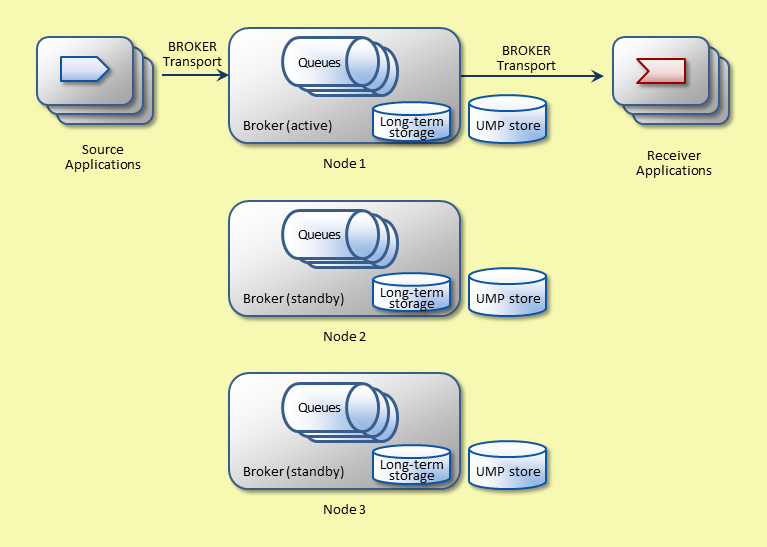 BROKER
Transport
Queues
BROKER
Transport
Broker (active)
Long-term
storage
UMP store
Source
Applications
Node 1
Receiver
Applications
Queues
Broker (standby)
Long-term
storage
UMP store
Node 2
Queues
Broker (standby)
Long-term
storage
UMP store
Node 3